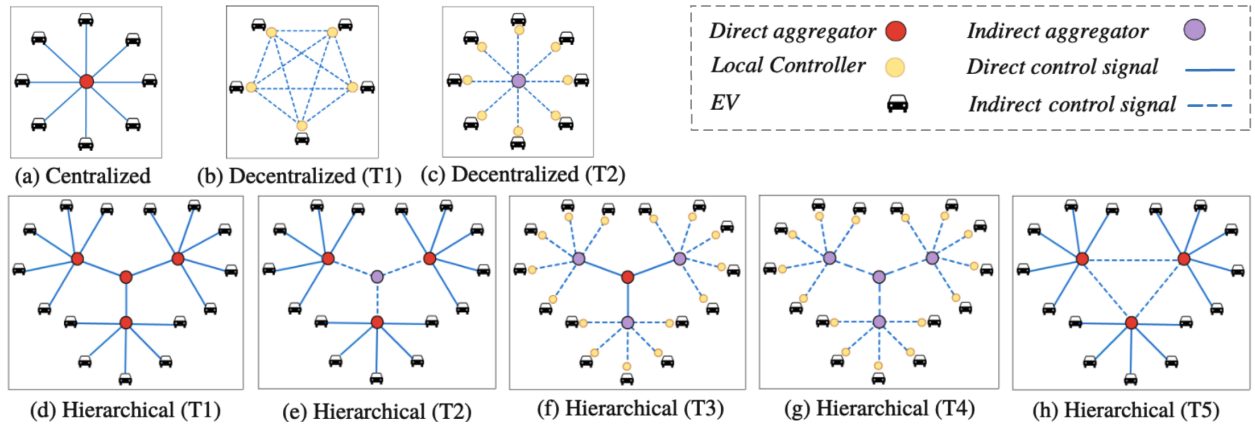 Direct aggregator
Indirect aggregator
Local Controller
Direct control signal
EV
Indirect control signal
(a) Centralized
(b) Decentralized (T1)
(c) Decentralized (T2)
(d) Hierarchical (T1)
(e) Hierarchical (T2)
(f) Hierarchical (T3)
(g) Hierarchical (T4)
(h) Hierarchical (T5)